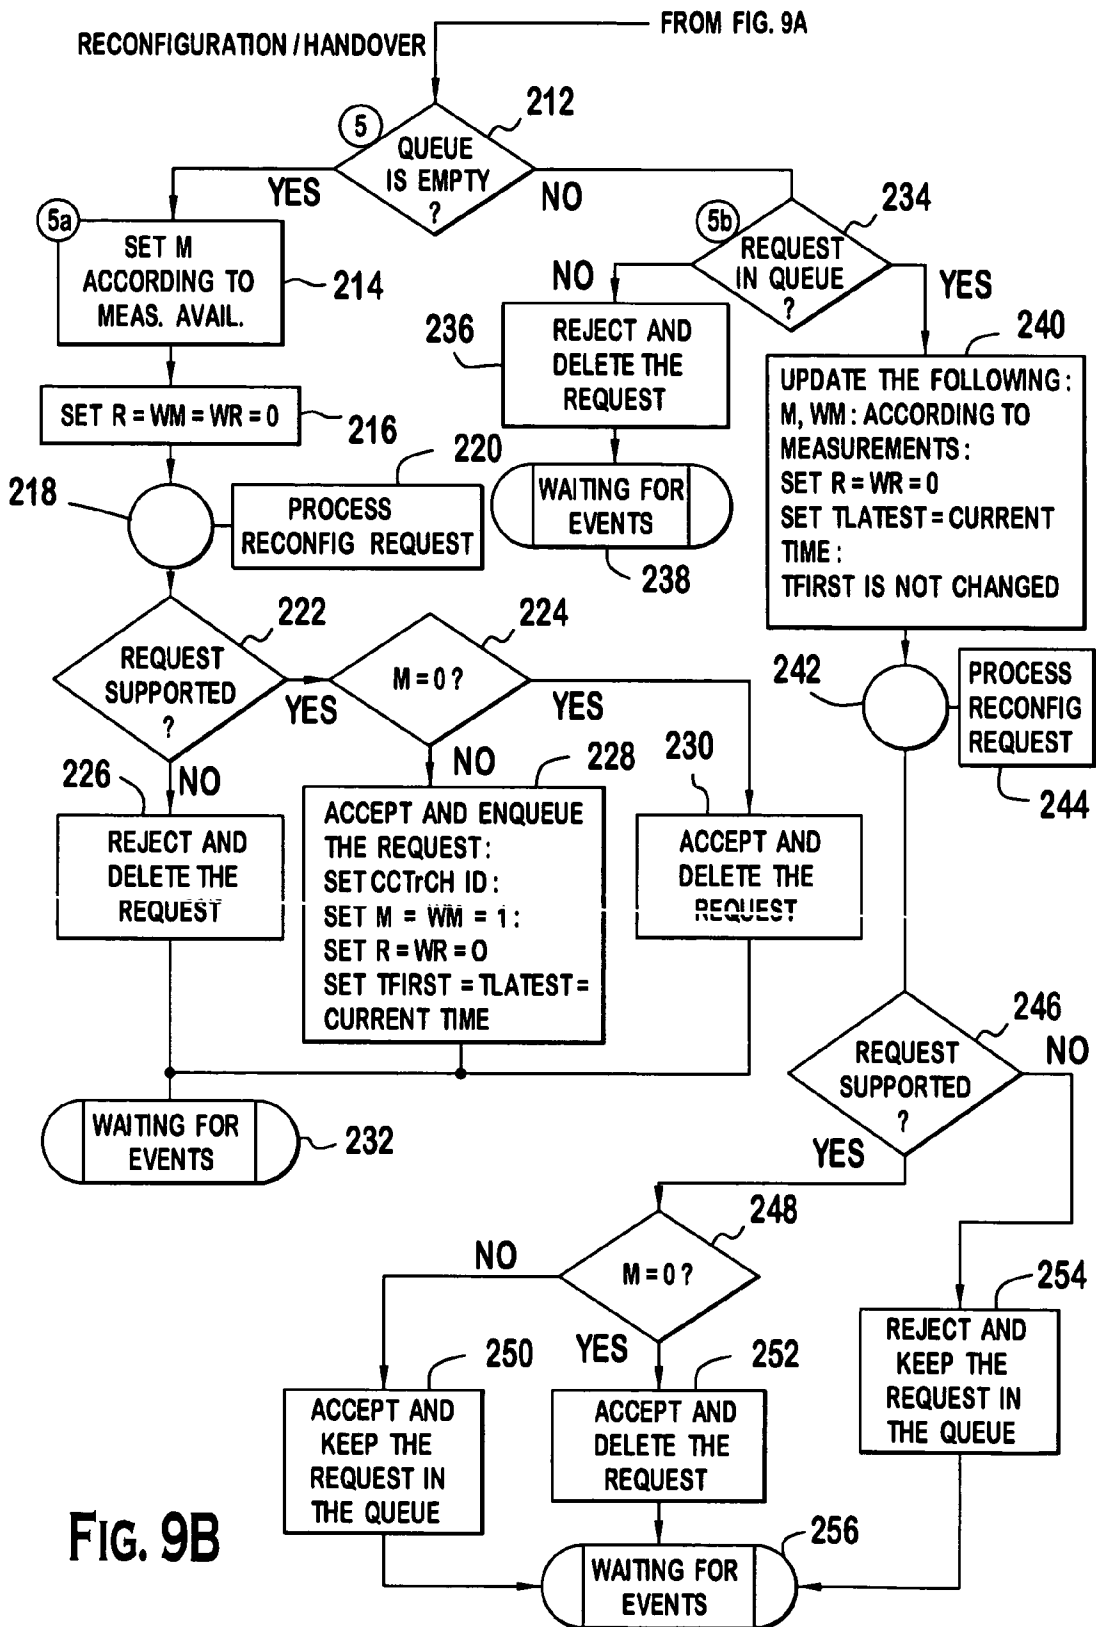 FROM FIG. 9A
RECONFIGURATION / HANDOVER
212
5
QUEUE
IS EMPTY
?
YES
NO
5a
SET M
ACCORDING TO
MEAS. AVAIL.
214
SET R = WM = WR = 0
216
218
220
PROCESS
RECONFIG REQUEST
222
REQUEST
SUPPORTED
?
YES
NO
224
M = 0 ?
YES
NO
226
REJECT AND
DELETE THE
REQUEST
228
ACCEPT AND ENQUEUE
THE REQUEST :
SET CCTrCH ID :
SET M = WM = 1 :
SET R = WR = O
SET TFIRST = TLATEST =
CURRENT TIME
230
ACCEPT AND
DELETE THE
REQUEST
WAITING FOR
EVENTS
232
5b
234
REQUEST
IN QUEUE
?
NO
YES
236
REJECT AND
DELETE THE
REQUEST
WAITING FOR
EVENTS
238
240
UPDATE THE FOLLOWING :
M, WM : ACCORDING TO
MEASUREMENTS :
SET R = WR = 0
SET TLATEST = CURRENT
TIME :
TFIRST IS NOT CHANGED
242
PROCESS
RECONFIG
REQUEST
244
246
REQUEST
SUPPORTED
?
NO
YES
248
M = 0 ?
NO
YES
250
ACCEPT AND
KEEP THE
REQUEST IN
THE QUEUE
252
ACCEPT AND
DELETE THE
REQUEST
254
REJECT AND
KEEP THE
REQUEST IN
THE QUEUE
256
WAITING FOR
EVENTS
FIG. 9B